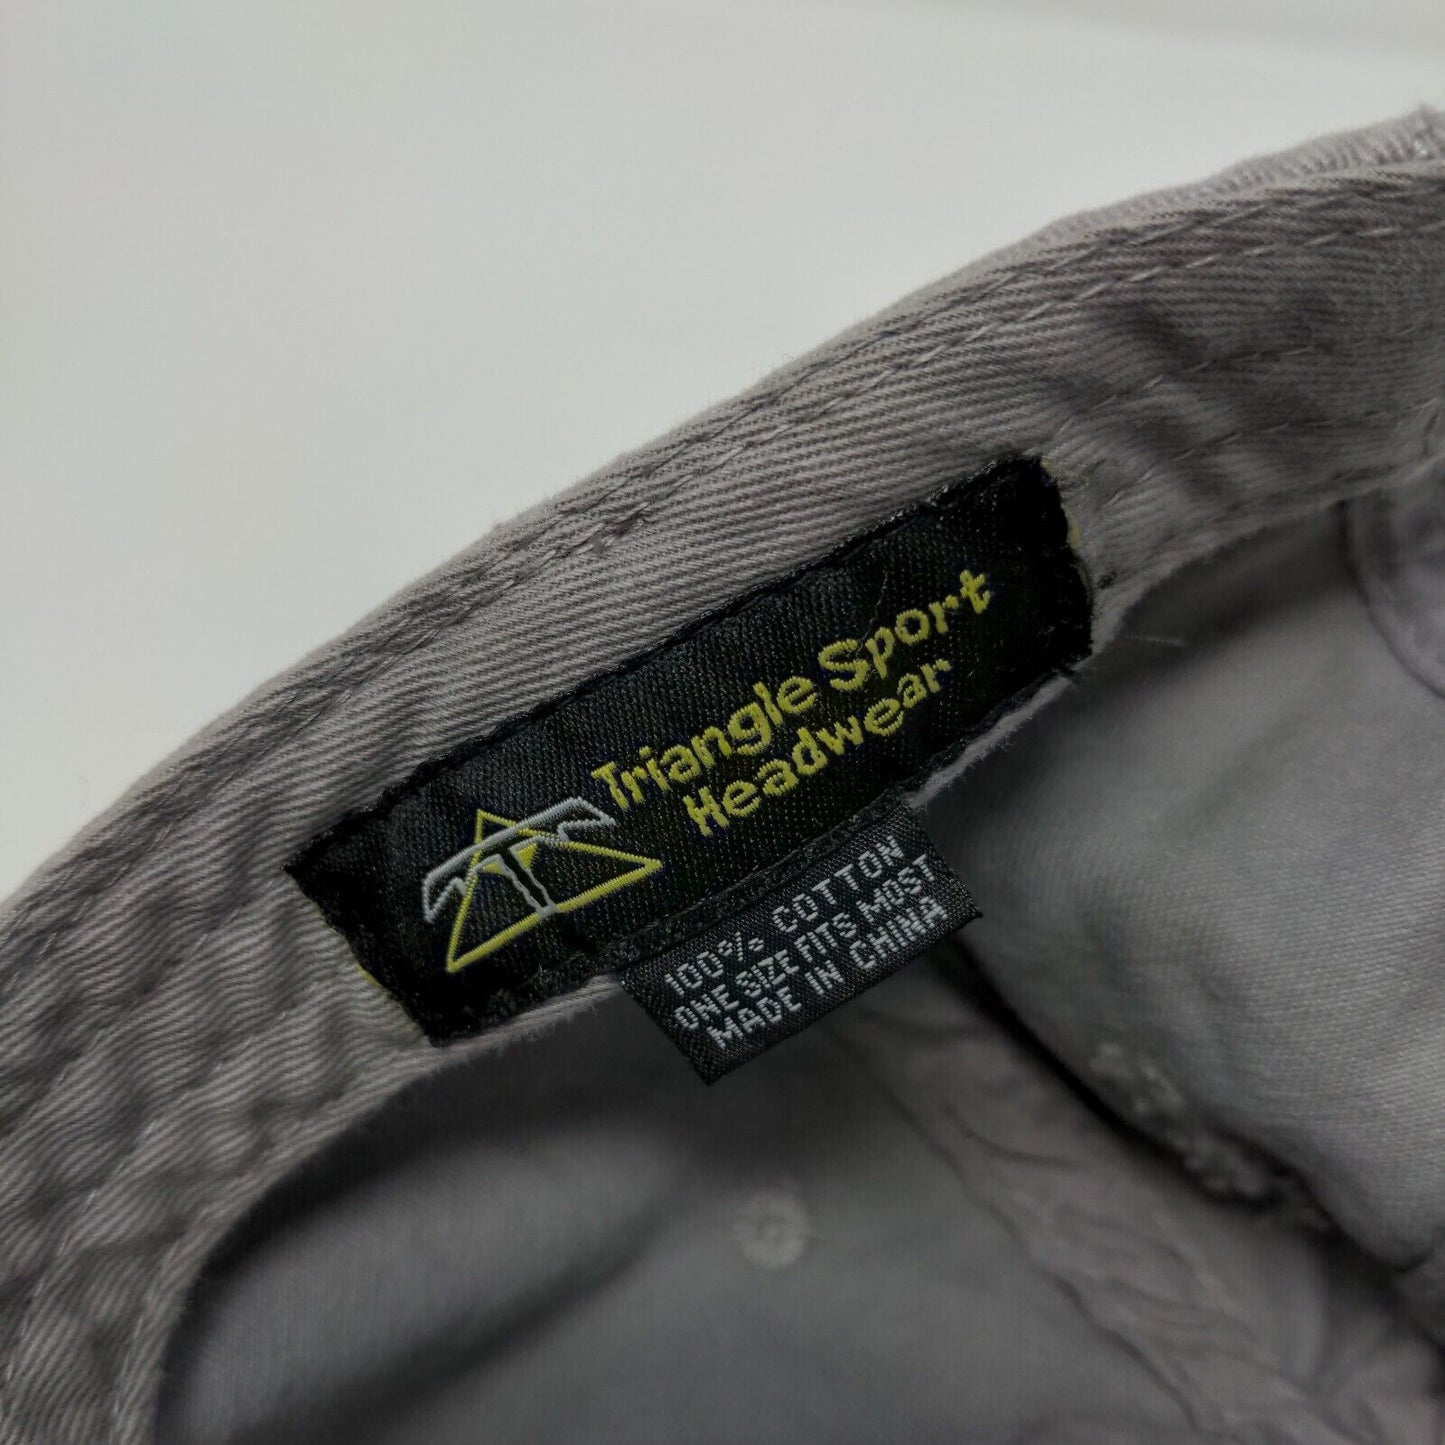 Triangle Sport
Headwear
100% COTTON
ONE SIZE FITS MOST
MADE IN CHINA